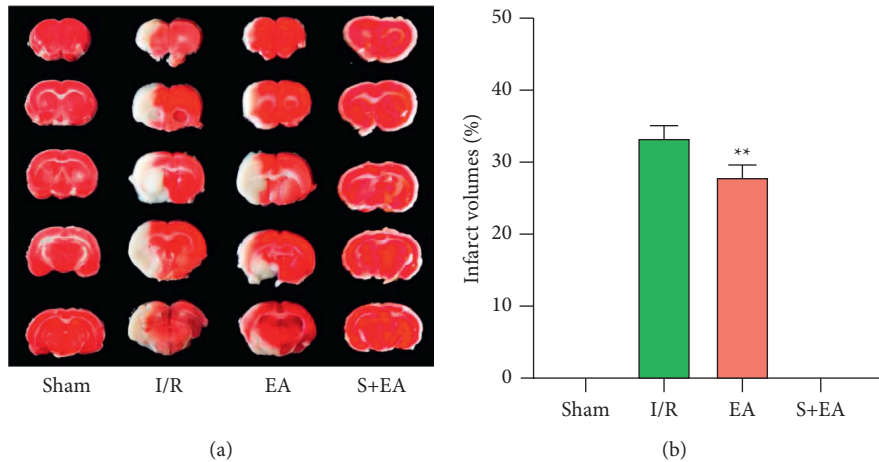 Sham I/R EA S+EA
(a)
Infarct volumes (%)
50
40
30
20
10
0
**
Sham I/R EA S+EA
(b)